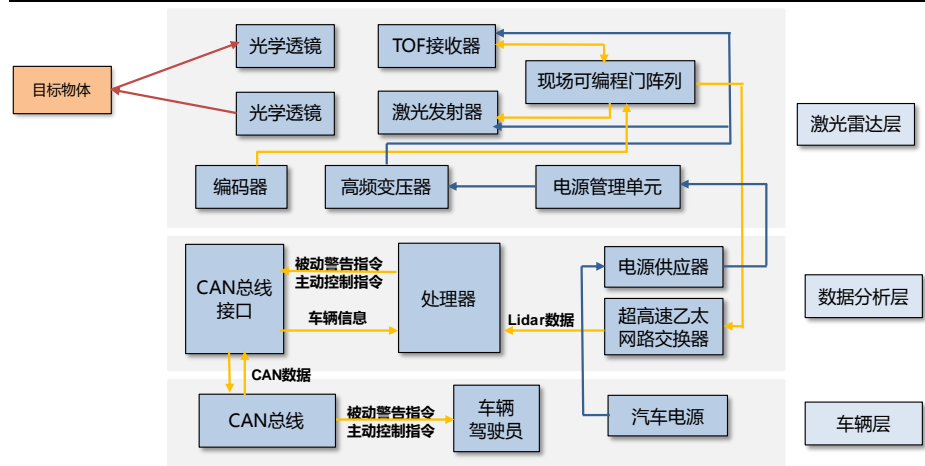 光学透镜
TOF接收器
目标物体
现场可编程门阵列
光学透镜
激光发射器
激光雷达层
编码器
高频变压器
电源管理单元
被动警告指令
主动控制指令
CAN总线
接口
处理器
电源供应器
数据分析层
车辆信息
Lidar数据
超高速乙太
网路交换器
CAN数据
CAN总线
被动警告指令
主动控制指令
车辆
驾驶员
汽车电源
车辆层